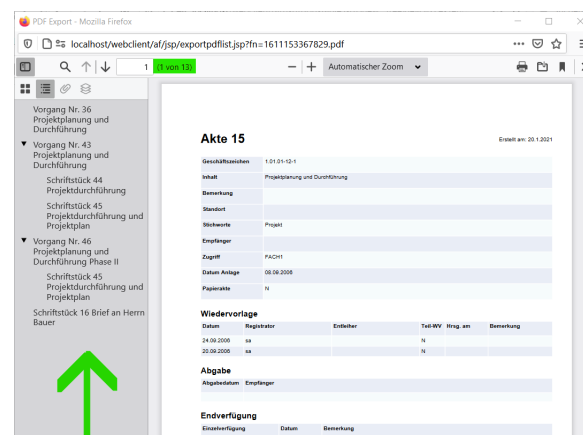 PDF Export - Mozilla Firefox
localhost/webclient/af/jsp/exportpdflist.jsp?fn=1611153367829.pdf
1 (1 von 13) Automatischer Zoom
Vorgang Nr. 36
Projektplanung und
Durchführung
Vorgang Nr. 43
Projektplanung und
Durchführung
Schriftstück 44
Projektdurchführung
Schriftstück 45
Projektdurchführung und
Projektplan
Vorgang Nr. 46
Projektplanung und
Durchführung Phase II
Schriftstück 45
Projektdurchführung und
Projektplan
Schriftstück 16 Brief an Herrn
Bauer
Akte 15 Erstellt am: 20.1.2021
Geschäftszeichen 1.01.01-12-1
Inhalt Projektplanung und Durchführung
Bemerkung
Standort
Stichworte Projekt
Empfänger
Zugriff FACH1
Datum Anlage 08.09.2006
Papierakte N
Wiedervorlage
Datum Registrator Entleiher Teil-WV Hrsg. am Bemerkung
24.09.2006 sa N
20.09.2006 sa N
Abgabe
Abgabedatum Empfänger
Endverfügung
Einzelverfügung Datum Bemerkung